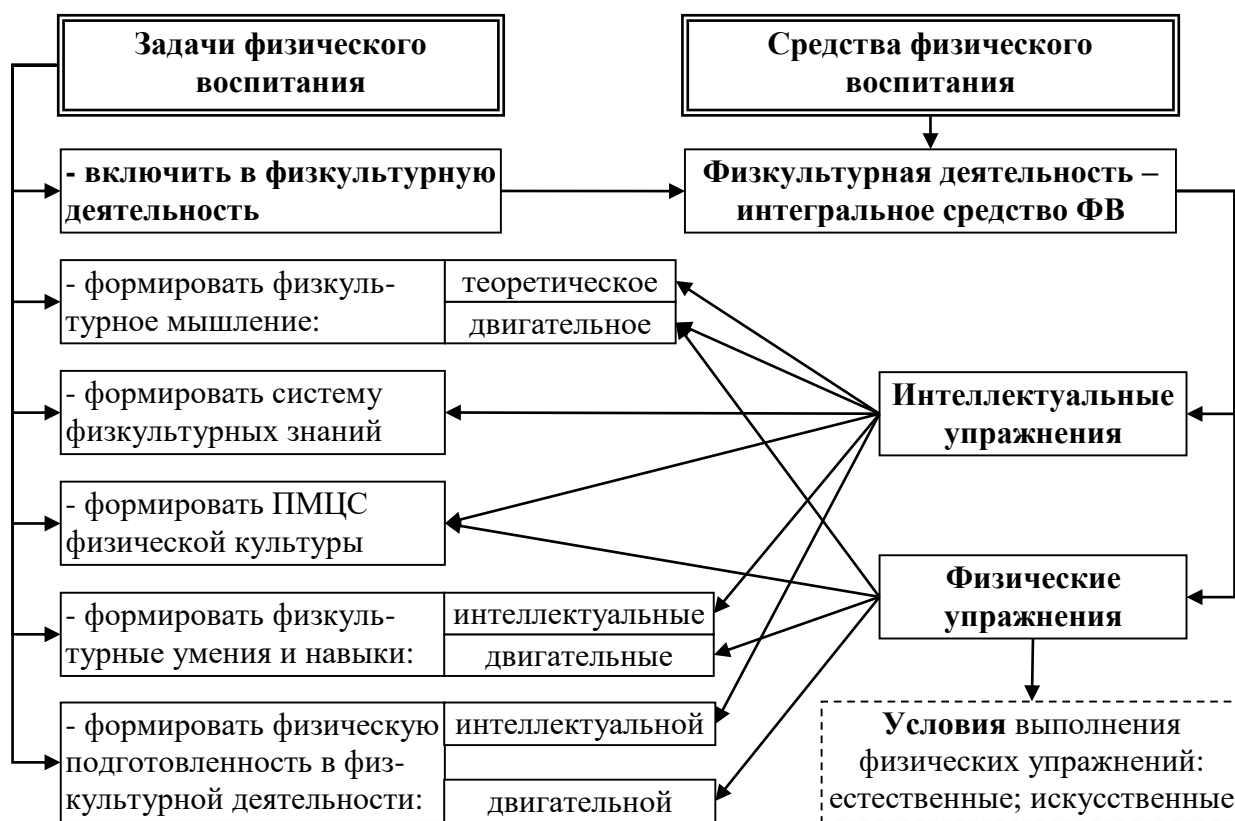 Задачи физического
воспитания
Средства физического
воспитания
- включить в физкультурную
деятельность
Физкультурная деятельность –
интегральное средство ФВ
- формировать физкуль-
турное мышление:
теоретическое
двигательное
- формировать систему
физкультурных знаний
Интеллектуальные
упражнения
- формировать ПМЦС
физической культуры
Физические
упражнения
- формировать физкуль-
турные умения и навыки:
интеллектуальные
двигательные
- формировать физическую
подготовленность в физ-
культурной деятельности:
интеллектуальной
двигательной
Условия выполнения
физических упражнений:
естественные; искусственные